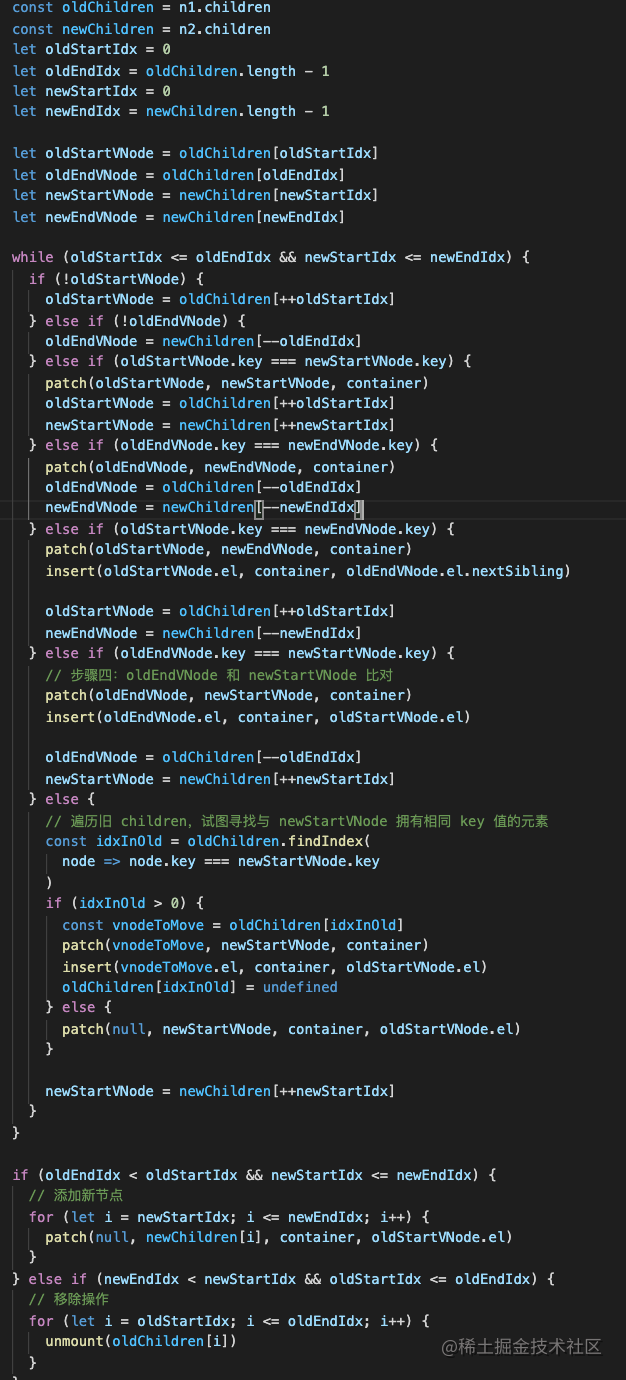 const oldChildren = n1.children
const newChildren = n2.children
let oldStartIdx = 0
let oldEndIdx = oldChildren.length - 1
let newStartIdx = 0
let newEndIdx = newChildren.length - 1

let oldStartVNode = oldChildren[oldStartIdx]
let oldEndVNode = oldChildren[oldEndIdx]
let newStartVNode = newChildren[newStartIdx]
let newEndVNode = newChildren[newEndIdx]

while (oldStartIdx <= oldEndIdx && newStartIdx <= newEndIdx) {
  if (!oldStartVNode) {
    oldStartVNode = oldChildren[++oldStartIdx]
  } else if (!oldEndVNode) {
    oldEndVNode = newChildren[--oldEndIdx]
  } else if (oldStartVNode.key === newStartVNode.key) {
    patch(oldStartVNode, newStartVNode, container)
    oldStartVNode = oldChildren[++oldStartIdx]
    newStartVNode = newChildren[++newStartIdx]
  } else if (oldEndVNode.key === newEndVNode.key) {
    patch(oldEndVNode, newEndVNode, container)
    oldEndVNode = oldChildren[--oldEndIdx]
    newEndVNode = newChildren[--newEndIdx]
  } else if (oldStartVNode.key === newEndVNode.key) {
    patch(oldStartVNode, newEndVNode, container)
    insert(oldStartVNode.el, container, oldEndVNode.el.nextSibling)

    oldStartVNode = oldChildren[++oldStartIdx]
    newEndVNode = newChildren[--newEndIdx]
  } else if (oldEndVNode.key === newStartVNode.key) {
    // 步骤四：oldEndVNode 和 newStartVNode 比对
    patch(oldEndVNode, newStartVNode, container)
    insert(oldEndVNode.el, container, oldStartVNode.el)

    oldEndVNode = oldChildren[--oldEndIdx]
    newStartVNode = newChildren[++newStartIdx]
  } else {
    // 遍历旧 children，试图寻找与 newStartVNode 拥有相同 key 值的元素
    const idxInOld = oldChildren.findIndex(
      node => node.key === newStartVNode.key
    )
    if (idxInOld > 0) {
      const vnodeToMove = oldChildren[idxInOld]
      patch(vnodeToMove, newStartVNode, container)
      insert(vnodeToMove.el, container, oldStartVNode.el)
      oldChildren[idxInOld] = undefined
    } else {
      patch(null, newStartVNode, container, oldStartVNode.el)
    }

    newStartVNode = newChildren[++newStartIdx]
  }
}

if (oldEndIdx < oldStartIdx && newStartIdx <= newEndIdx) {
  // 添加新节点
  for (let i = newStartIdx; i <= newEndIdx; i++) {
    patch(null, newChildren[i], container, oldStartVNode.el)
  }
} else if (newEndIdx < newStartIdx && oldStartIdx <= oldEndIdx) {
  // 移除操作
  for (let i = oldStartIdx; i <= oldEndIdx; i++) {
    unmount(oldChildren[i])
  }
@稀土掘金技术社区